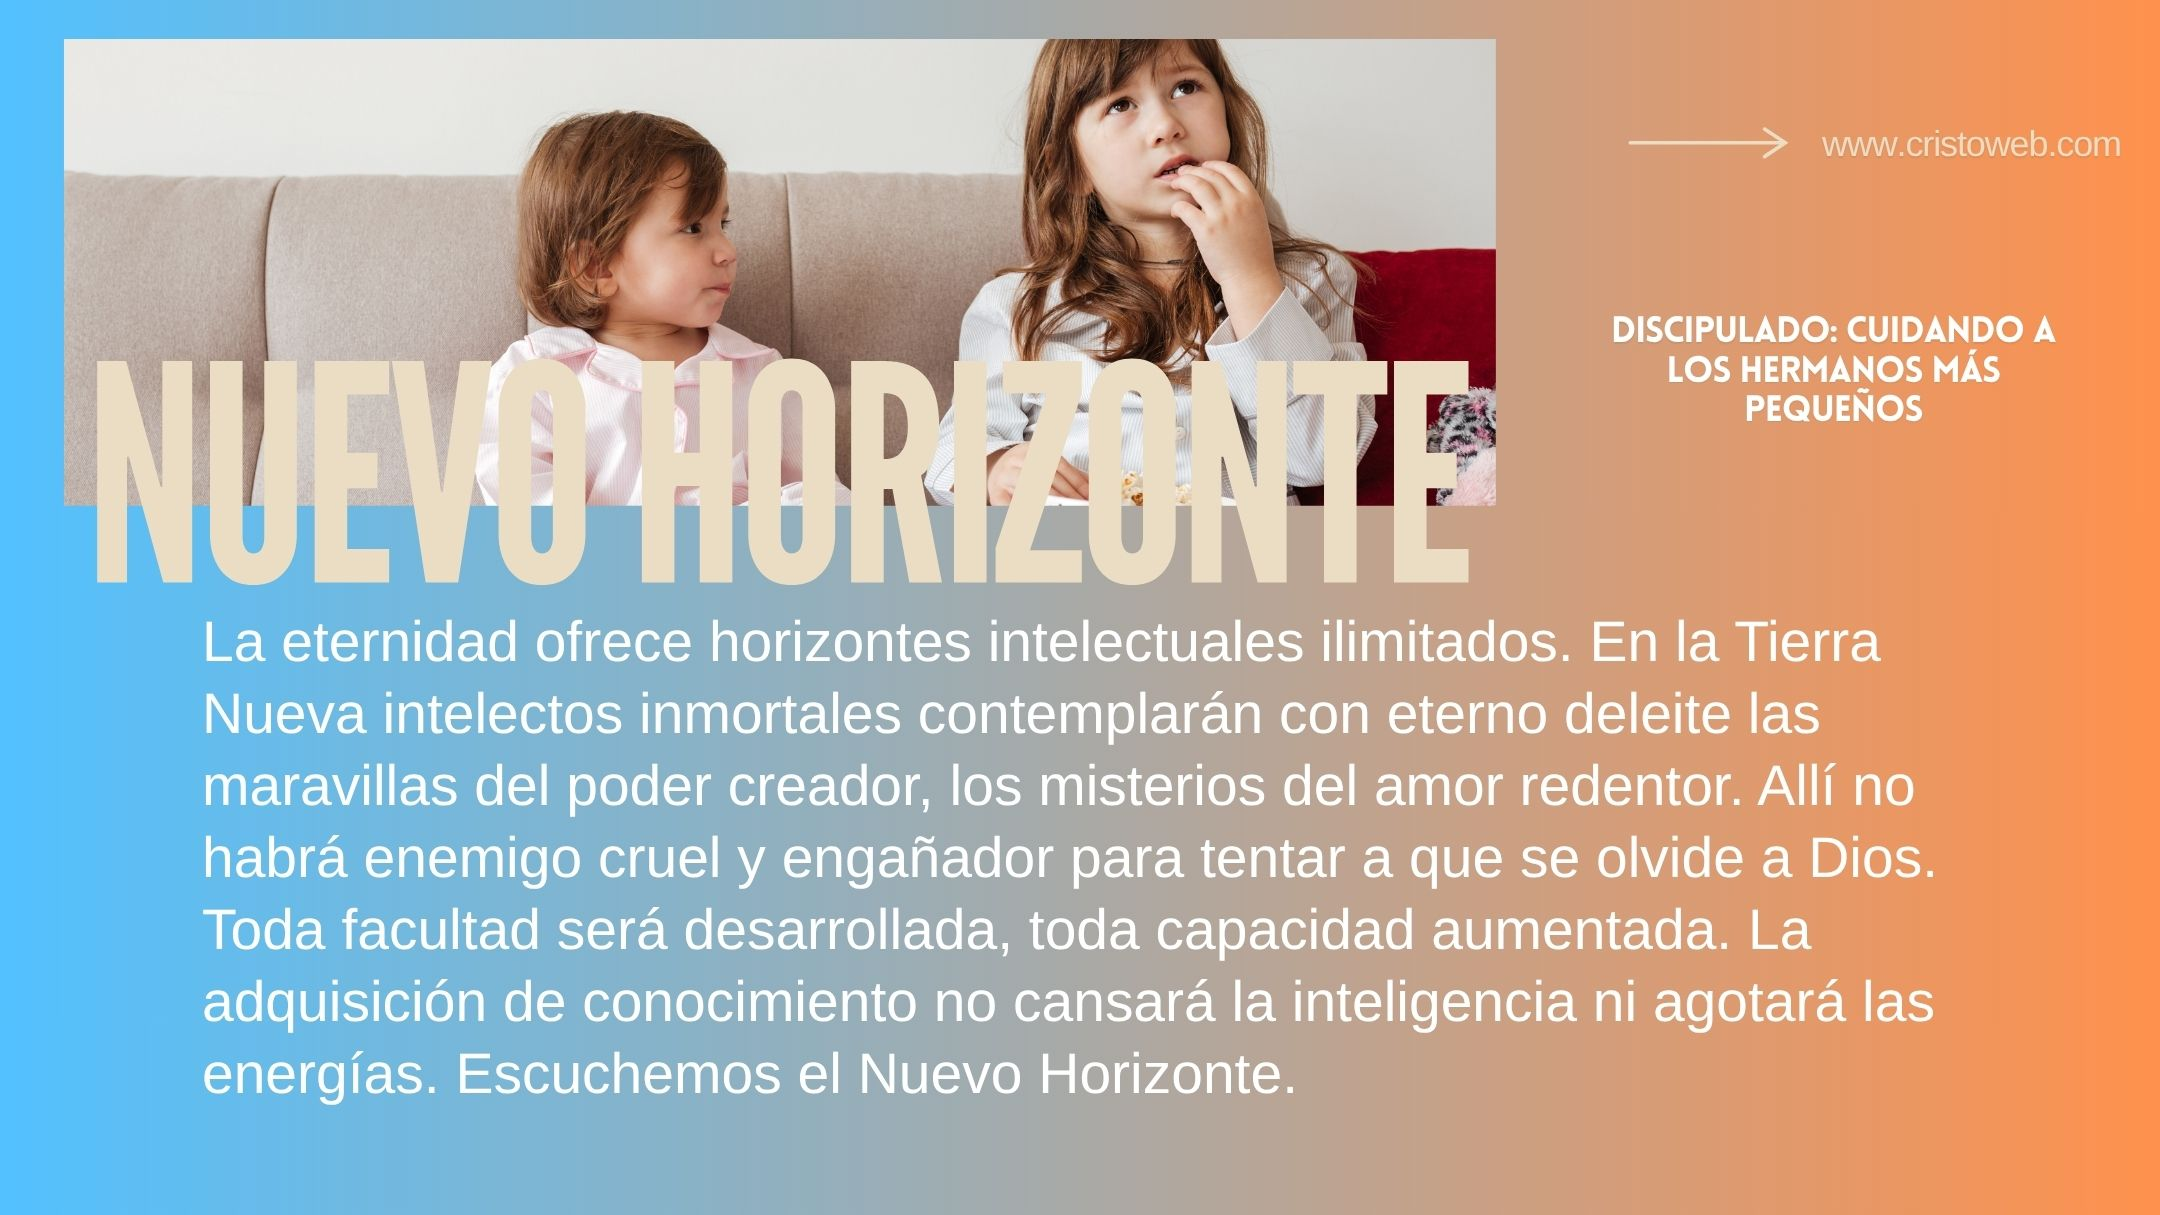 www.cristoweb.com
DISCIPULADO: CUIDANDO A
LOS HERMANOS MÁS
PEQUEÑOS
NUEVO HORIZONTE
La eternidad ofrece horizontes intelectuales ilimitados. En la Tierra
Nueva intelectos inmortales contemplarán con eterno deleite las
maravillas del poder creador, los misterios del amor redentor. Allí no
habrá enemigo cruel y engañador para tentar a que se olvide a Dios.
Toda facultad será desarrollada, toda capacidad aumentada. La
adquisición de conocimiento no cansará la inteligencia ni agotará las
energías. Escuchemos el Nuevo Horizonte.